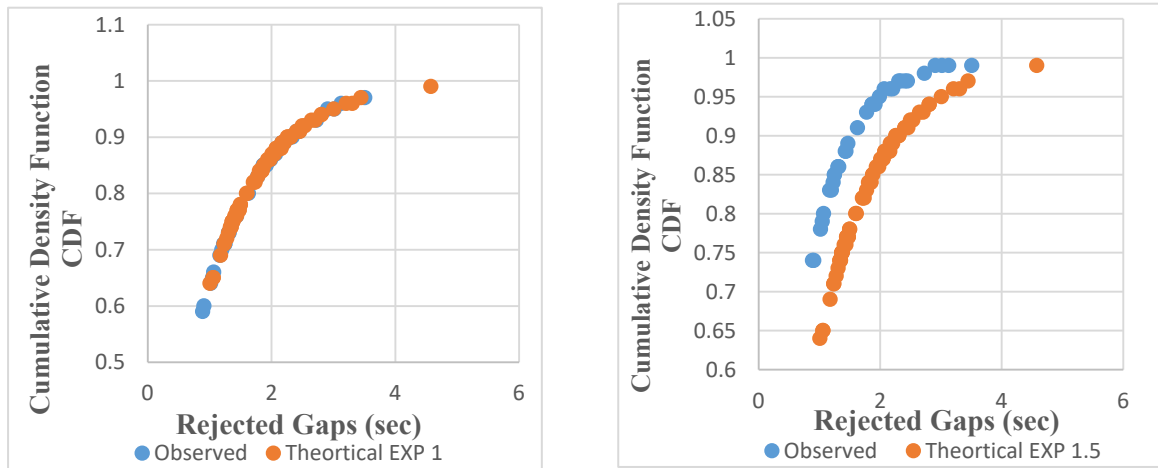 1.1
1
0.9
0.8
0.7
0.6
0.5
0 2 4 6
Cumulative Density Function
CDF
Rejected Gaps (sec)
Observed Theortical EXP 1
1.05
1
0.95
0.9
0.85
0.8
0.75
0.7
0.65
0.6
0 2 4 6
Cumulative Density Function
CDF
Rejected Gaps (sec)
Observed Theortical EXP 1.5